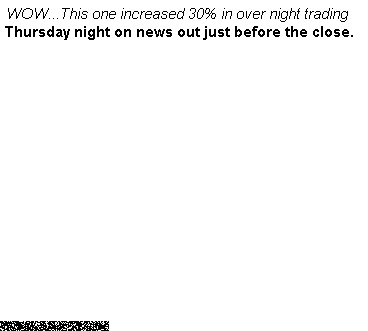 WOW...This one increased 30% in over night trading
Thursday night on news out just before the close.